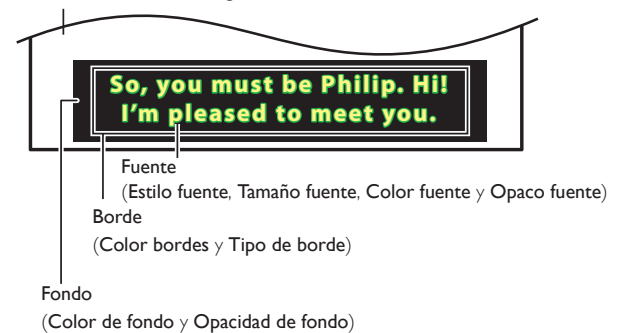 So, you must be Philip. Hi!
I'm pleased to meet you.
Fuente
(Estilo fuente, Tamaño fuente, Color fuente y Opaco fuente)
Borde
(Color bordes y Tipo de borde)
Fondo
(Color de fondo y Opacidad de fondo)